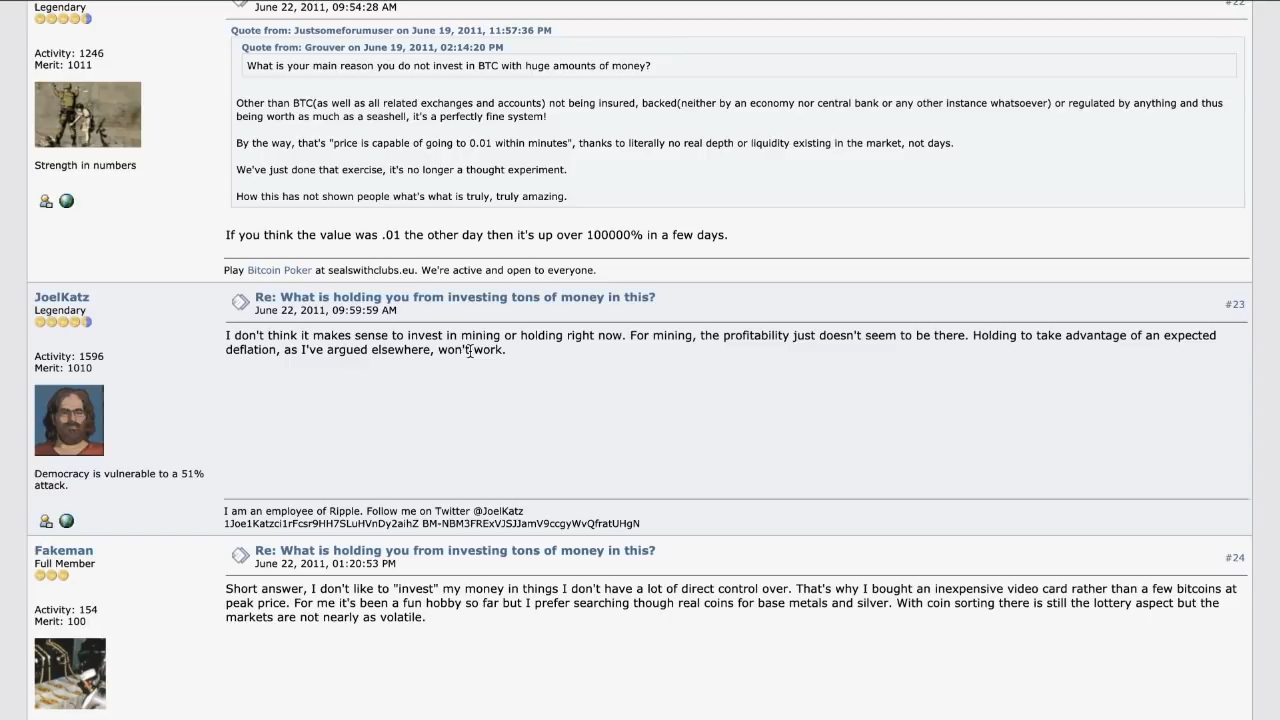 Legendary
June 22, 2011, 09:54:28 AM
#22
Activity: 1246
Merit: 1011
Strength in numbers
Quote from: Justsomeforumuser on June 19, 2011, 11:57:36 PM
Quote from: Grouver on June 19, 2011, 02:14:20 PM
What is your main reason you do not invest in BTC with huge amounts of money?
Other than BTC(as well as all related exchanges and accounts) not being insured, backed(neither by an economy nor central bank or any other instance whatsoever) or regulated by anything and thus
being worth as much as a seashell, it's a perfectly fine system!
By the way, that's "price is capable of going to 0.01 within minutes", thanks to literally no real depth or liquidity existing in the market, not days.
We've just done that exercise, it's no longer a thought experiment.
How this has not shown people what's what is truly, truly amazing.
If you think the value was .01 the other day then it's up over 100000% in a few days.
Play Bitcoin Poker at sealswithclubs.eu. We're active and open to everyone.
JoelKatz
Legendary
Activity: 1596
Merit: 1010
Democracy is vulnerable to a 51%
attack.
Re: What is holding you from investing tons of money in this?
June 22, 2011, 09:59:59 AM
#23
I don't think it makes sense to invest in mining or holding right now. For mining, the profitability just doesn't seem to be there. Holding to take advantage of an expected
deflation, as I've argued elsewhere, won't work.
I am an employee of Ripple. Follow me on Twitter @JoelKatz
1Joe1Katzci1rFcsr9HH7SLuHVnDy2aihZ BM-NBM3FRExVJSJJamV9ccgyWvQfratUHgN
Fakeman
Full Member
Activity: 154
Merit: 100
Re: What is holding you from investing tons of money in this?
June 22, 2011, 01:20:53 PM
#24
Short answer, I don't like to "invest" my money in things I don't have a lot of direct control over. That's why I bought an inexpensive video card rather than a few bitcoins at
peak price. For me it's been a fun hobby so far but I prefer searching though real coins for base metals and silver. With coin sorting there is still the lottery aspect but the
markets are not nearly as volatile.